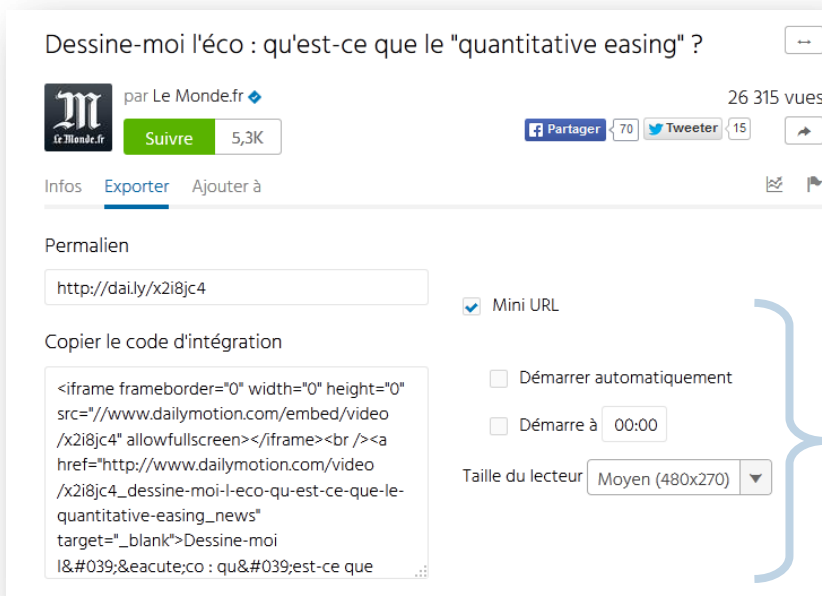 Dessine-moi l'éco : qu'est-ce que le "quantitative easing" ?
M
Le Monde.fr
par Le Monde.fr
26 315 vues
Suivre 5,3K
Partager 70 Tweeter 15
Infos Exporter Ajouter à
Permalien
http://dai.ly/x2i8jc4
Mini URL
Copier le code d'intégration
<iframe frameborder="0" width="0" height="0"
src="//www.dailymotion.com/embed/video
/x2i8jc4" allowfullscreen></iframe><br /><a
href="http://www.dailymotion.com/video
/x2i8jc4_dessine-moi-l-eco-qu-est-ce-que-le-
quantitative-easing_news"
target="_blank">Dessine-moi
l&#039;&eacute;co : qu&#039;est-ce que
Démarrer automatiquement
Démarre à 00:00
Taille du lecteur Moyen (480x270)